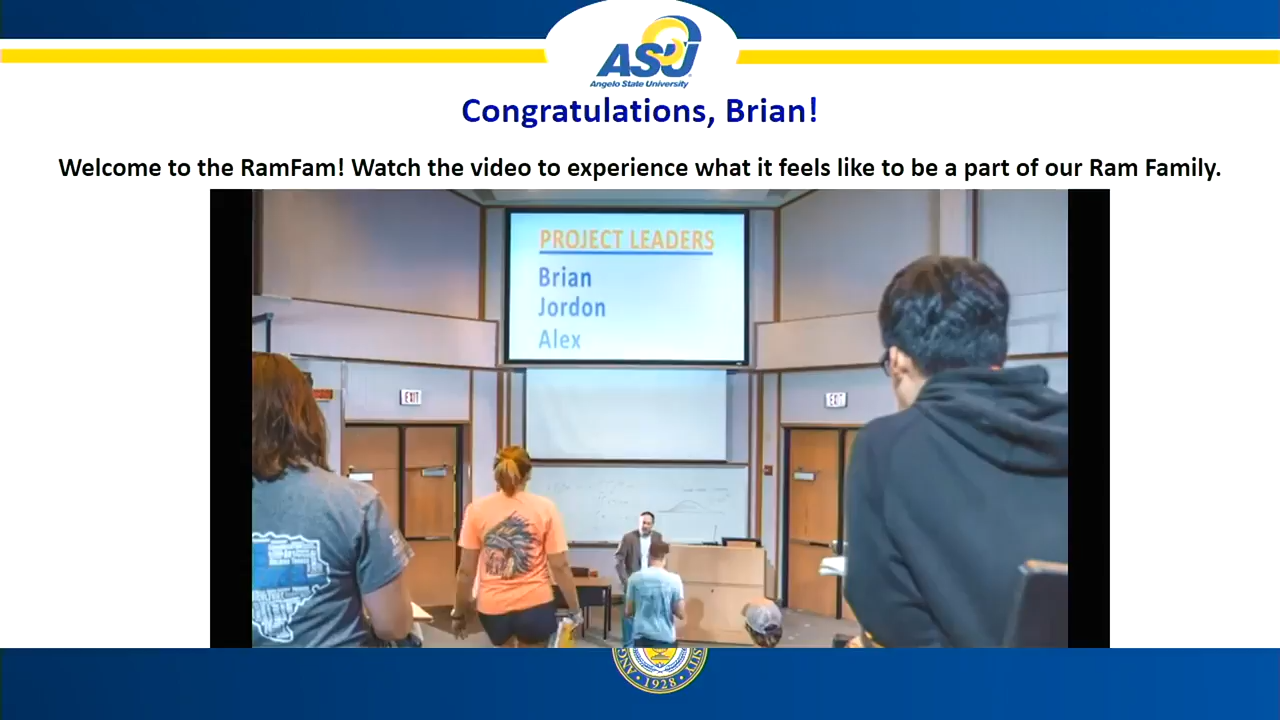 ASU
Angelo State University
Congratulations, Brian!
Welcome to the RamFam! Watch the video to experience what it feels like to be a part of our Ram Family.
PROJECT LEADERS
Brian
Jordon
Alex
EXIT
EXIT
1928